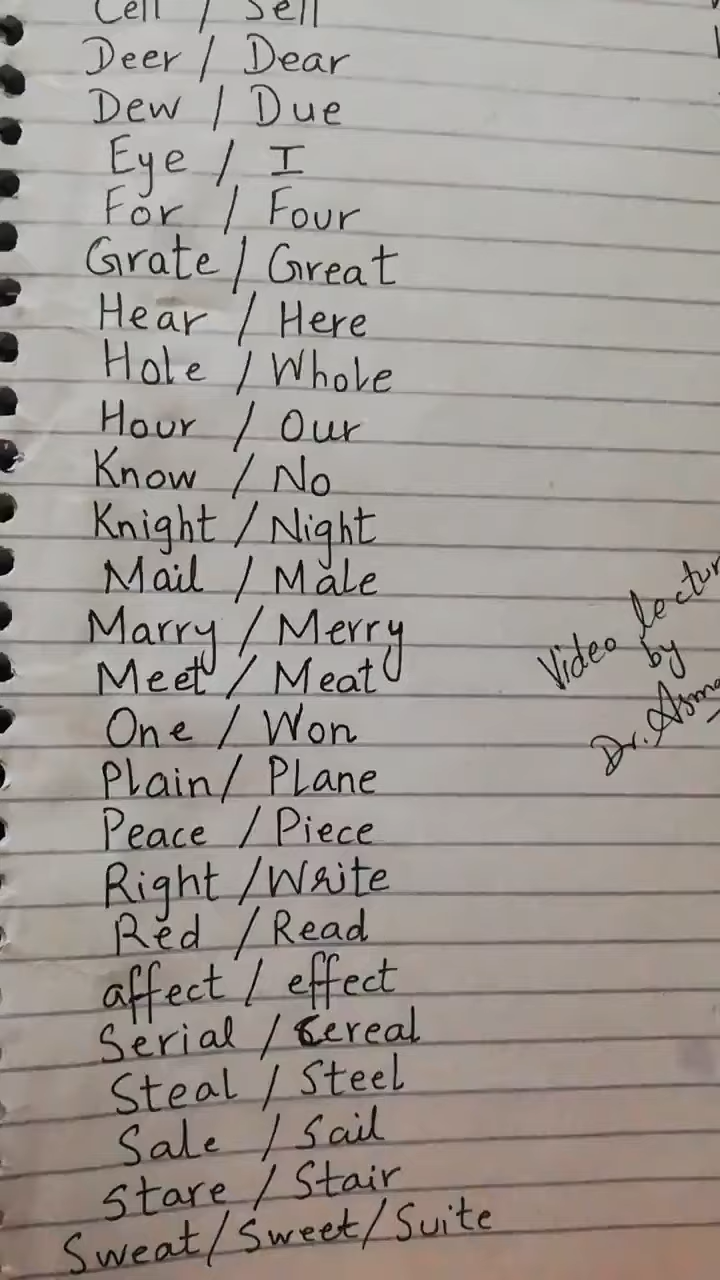 Cell / Sell
Deer / Dear
Dew / Due
Eye / I
For / Four
Grate / Great
Hear / Here
Hole / Whole
Hour / Our
Know / No
Knight / Night
Mail / Male
Marry / Merry
Meet / Meat
One / Won
Plain / Plane
Peace / Piece
Right / Write
Red / Read
affect / effect
Serial / Cereal
Steal / Steel
Sale / Sail
Stare / Stair
Sweat / Sweet / Suite
Video lectur
by
Dr. Asma